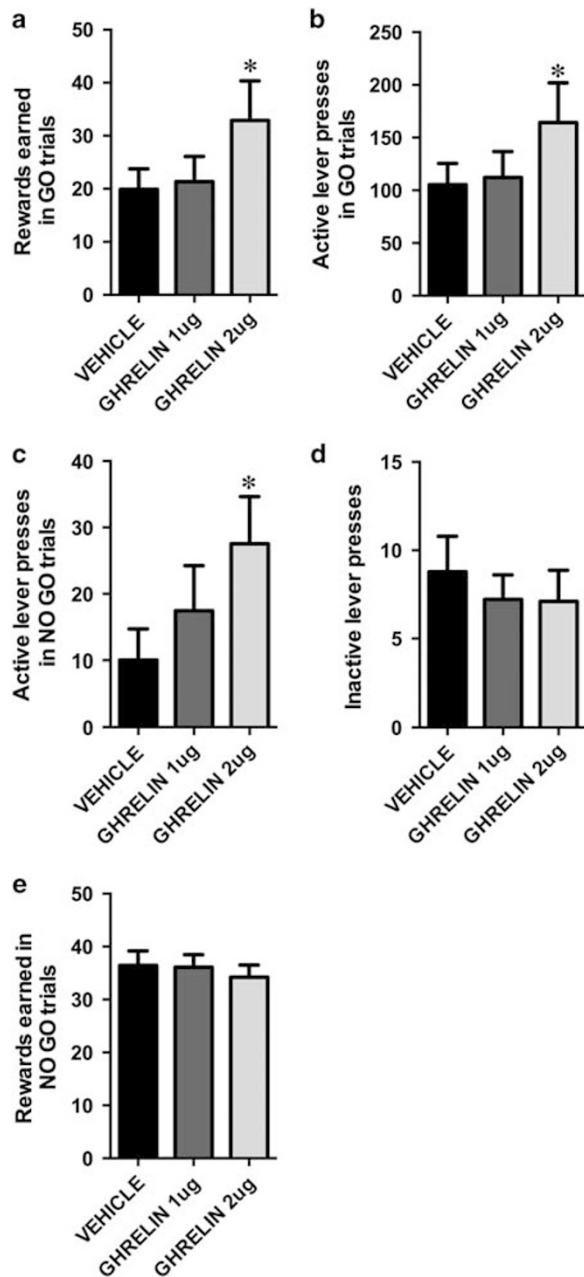 a
Rewards earned
in GO trials
50
40
30
20
10
0
*
VEHICLE
GHRELIN 1ug
GHRELIN 2ug
b
Active lever presses
in GO trials
250
200
150
100
50
0
*
VEHICLE
GHRELIN 1ug
GHRELIN 2ug
c
Active lever presses
in NO GO trials
40
30
20
10
0
*
VEHICLE
GHRELIN 1ug
GHRELIN 2ug
d
Inactive lever presses
15
10
5
0
VEHICLE
GHRELIN 1ug
GHRELIN 2ug
e
Rewards earned in
NO GO trials
50
40
30
20
10
0
VEHICLE
GHRELIN 1ug
GHRELIN 2ug